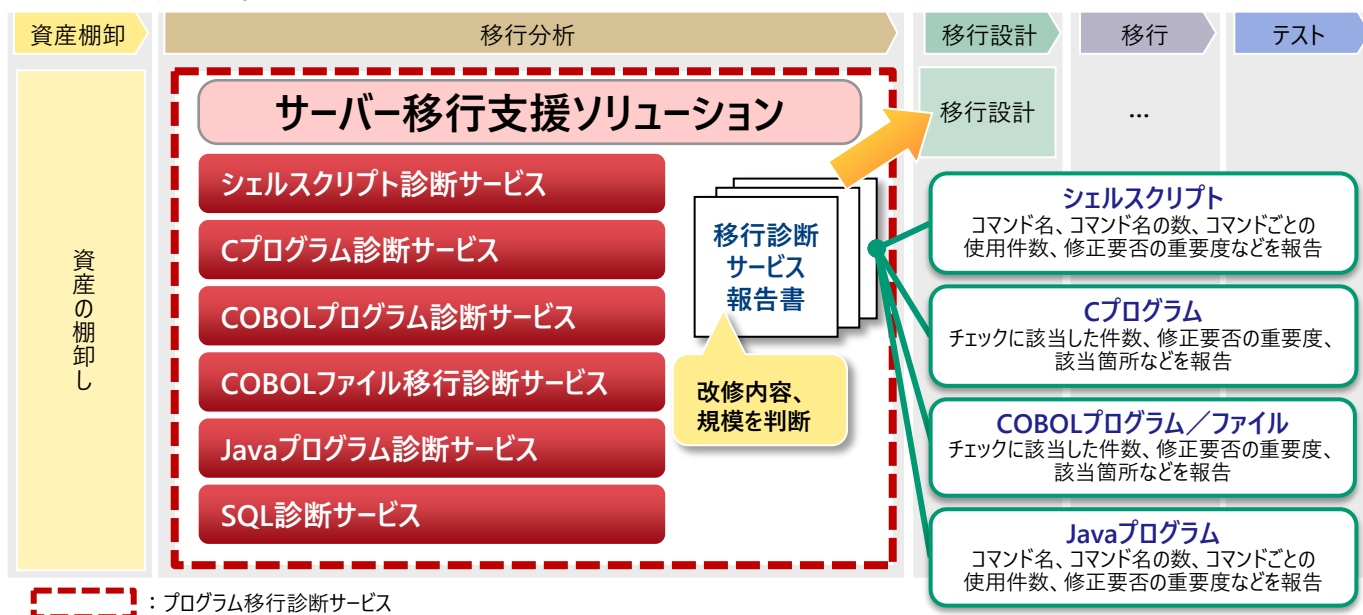 資産棚卸
移行分析
移行設計
移行
テスト
資産の棚卸し
サーバー移行支援ソリューション
シェルスクリプト診断サービス
Cプログラム診断サービス
COBOLプログラム診断サービス
COBOLファイル移行診断サービス
Javaプログラム診断サービス
SQL診断サービス
移行診断
サービス
報告書
改修内容、
規模を判断
移行設計
...
シェルスクリプト
コマンド名、コマンド名の数、コマンドごとの
使用件数、修正要否の重要度などを報告
Cプログラム
チェックに該当した件数、修正要否の重要度、
該当箇所などを報告
COBOLプログラム／ファイル
チェックに該当した件数、修正要否の重要度、
該当箇所などを報告
Javaプログラム
コマンド名、コマンド名の数、コマンドごとの
使用件数、修正要否の重要度などを報告
：プログラム移行診断サービス